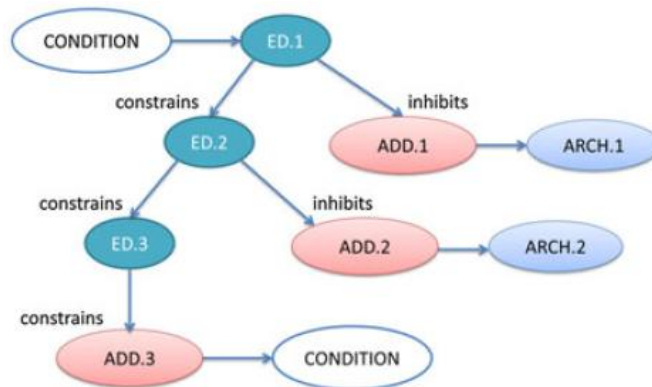 CONDITION
ED.1
constrains
inhibits
ED.2
ADD.1
ARCH.1
constrains
inhibits
ED.3
ADD.2
ARCH.2
constrains
ADD.3
CONDITION